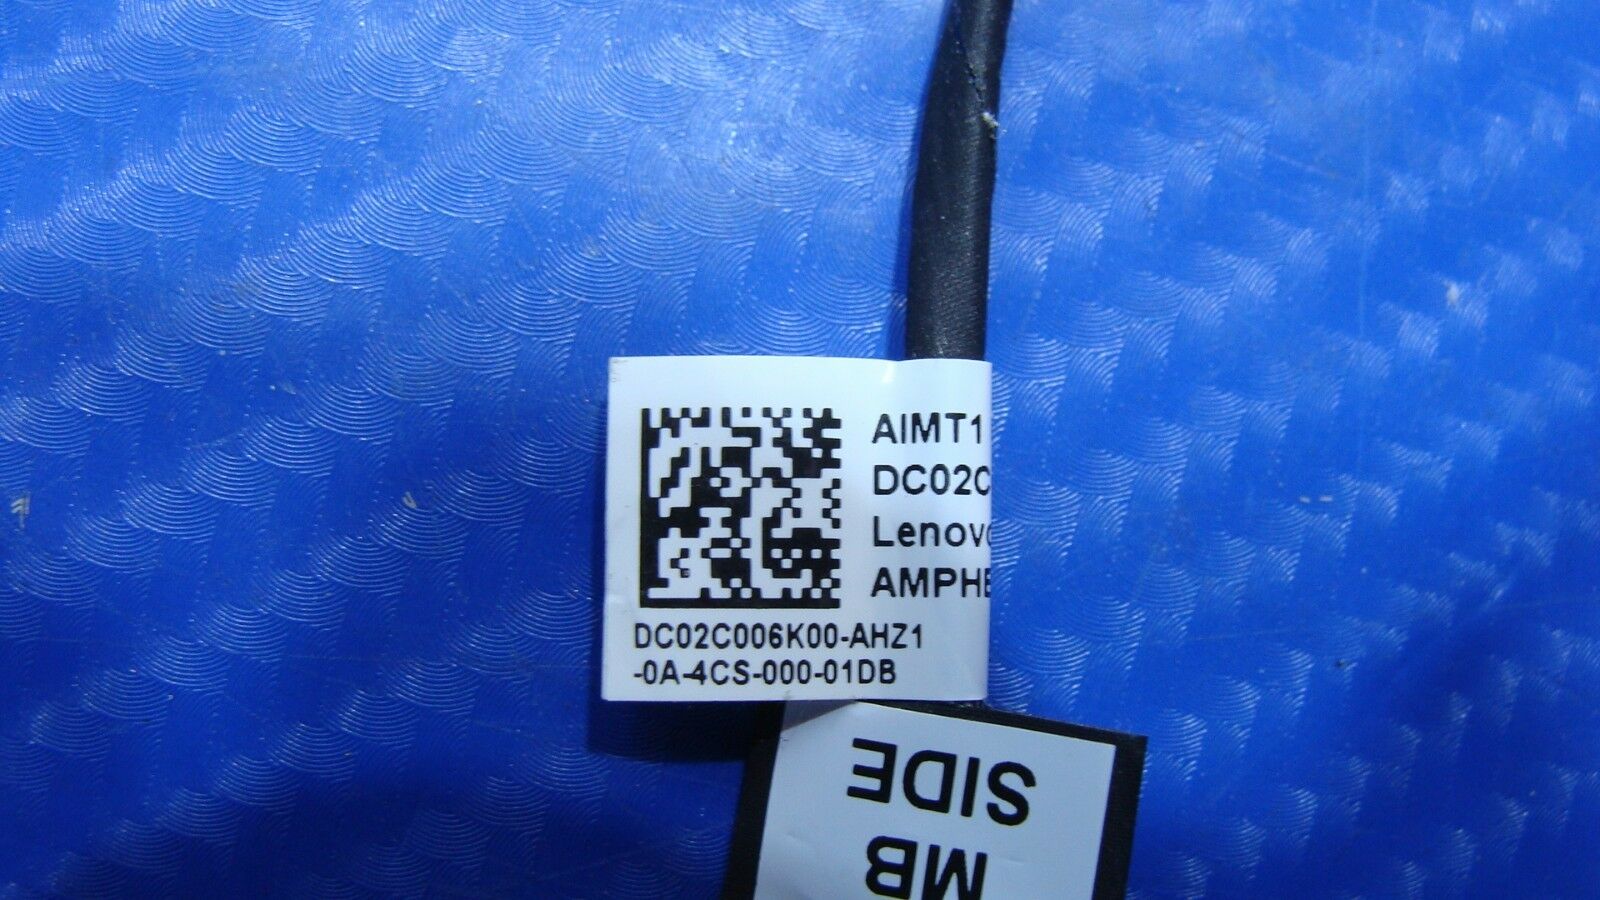 AIMT1
DC02C
Lenovo
AMPHE
DC02C006K00-AHZ1
-0A-4CS-000-01DB
MB
SIDE